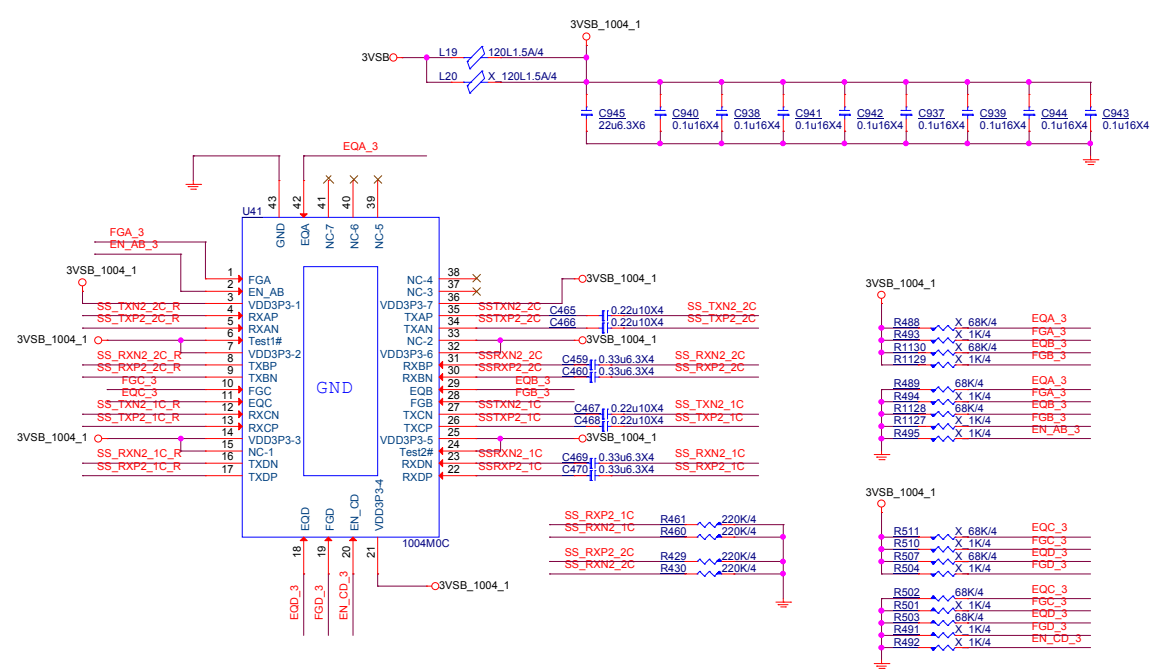 3VSB_1004_1
3VSB
L19 120L1.5A/4
L20 X_120L1.5A/4
C945 C940 C938 C941 C942 C937 C939 C944 C943
22u6.3X6 0.1u16X4 0.1u16X4 0.1u16X4 0.1u16X4 0.1u16X4 0.1u16X4 0.1u16X4 0.1u16X4
EQA_3
43 42 41 40 39
U41
GND EQA NC-7 NC-6 NC-5
FGA_3
EN_AB_3
3VSB_1004_1
1 FGA NC-4 38
2 EN_AB NC-3 37
3 VDD3P3-1 VDD3P3-7 36
3VSB_1004_1
SS_TXN2_2C_R 4 RXAP TXAP 35 SSTXN2_2C C465 0.22u10X4 SS_TXN2_2C
SS_TXP2_2C_R 5 RXAN TXAN 34 SSTXP2_2C C466 0.22u10X4 SS_TXP2_2C
3VSB_1004_1 6 Test1# NC-2 33 3VSB_1004_1
7 VDD3P3-2 VDD3P3-6 32
SS_RXN2_2C_R 8 TXBP RXBP 31 SSRXN2_2C C459 0.33u6.3X4 SS_RXN2_2C
SS_RXP2_2C_R 9 TXBN RXBN 30 SSRXP2_2C C460 0.33u6.3X4 SS_RXP2_2C
FGC_3 10 FGC EQB 29 EQB_3
EQC_3 11 EQC FGB 28 FGB_3
SS_TXN2_1C_R 12 RXCN TXCN 27 SSTXN2_1C C467 0.22u10X4 SS_TXN2_1C
SS_TXP2_1C_R 13 RXCP TXCP 26 SSTXP2_1C C468 0.22u10X4 SS_TXP2_1C
3VSB_1004_1 14 VDD3P3-3 VDD3P3-5 25 3VSB_1004_1
15 NC-1 Test2# 24
SS_RXN2_1C_R 16 TXDN RXDN 23 SSRXN2_1C C469 0.33u6.3X4 SS_RXN2_1C
SS_RXP2_1C_R 17 TXDP RXDP 22 SSRXP2_1C C470 0.33u6.3X4 SS_RXP2_1C
GND
EQD FGD EN_CD VDD3P3-4
1004M0C
18 19 20 21
EQD_3 FGD_3 EN_CD_3
3VSB_1004_1
SS_RXP2_1C R461 220K/4
SS_RXN2_1C R460 220K/4
SS_RXP2_2C R429 220K/4
SS_RXN2_2C R430 220K/4
3VSB_1004_1
R488 X_68K/4 EQA_3
R493 X_1K/4 FGA_3
R1130 X_68K/4 EQB_3
R1129 X_1K/4 FGB_3
R489 68K/4 EQA_3
R494 X_1K/4 FGA_3
R1128 68K/4 EQB_3
R1127 X_1K/4 FGB_3
R495 X_1K/4 EN_AB_3
3VSB_1004_1
R511 X_68K/4 EQC_3
R510 X_1K/4 FGC_3
R507 X_68K/4 EQD_3
R504 X_1K/4 FGD_3
R502 68K/4 EQC_3
R501 X_1K/4 FGC_3
R503 68K/4 EQD_3
R491 X_1K/4 FGD_3
R492 X_1K/4 EN_CD_3